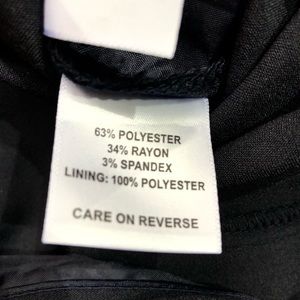 63% POLYESTER
34% RAYON
3% SPANDEX
LINING: 100% POLYESTER
CARE ON REVERSE